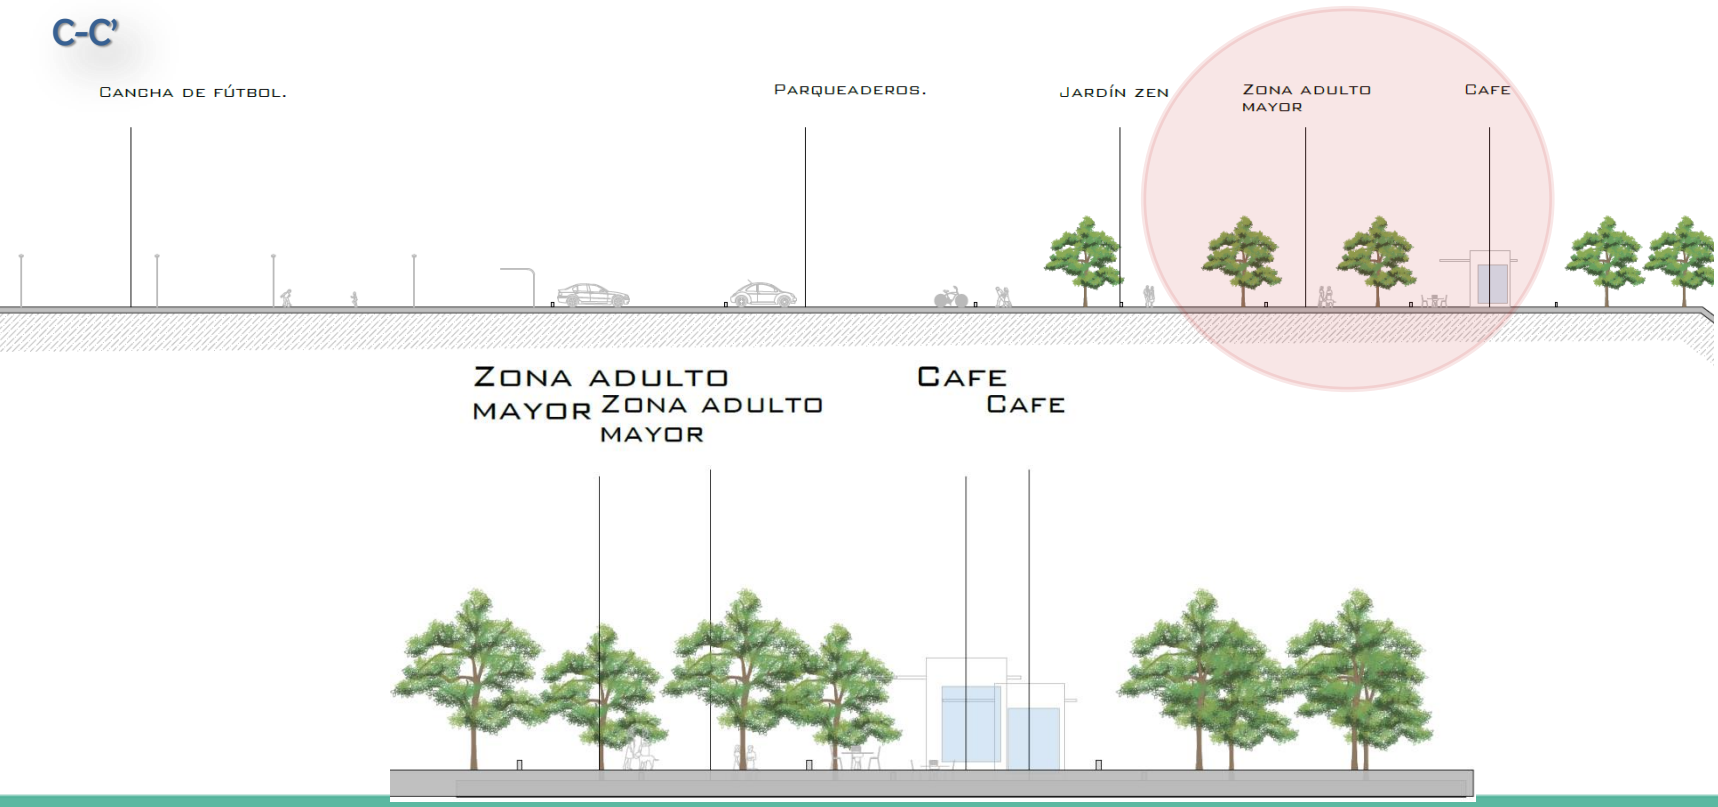 C-C’
CANCHA DE FÚTBOL.
PARQUEADEROS.
JARDÍN ZEN
ZONA ADULTO
MAYOR
CAFE
ZONA ADULTO
MAYOR
ZONA ADULTO
MAYOR
CAFE
CAFE